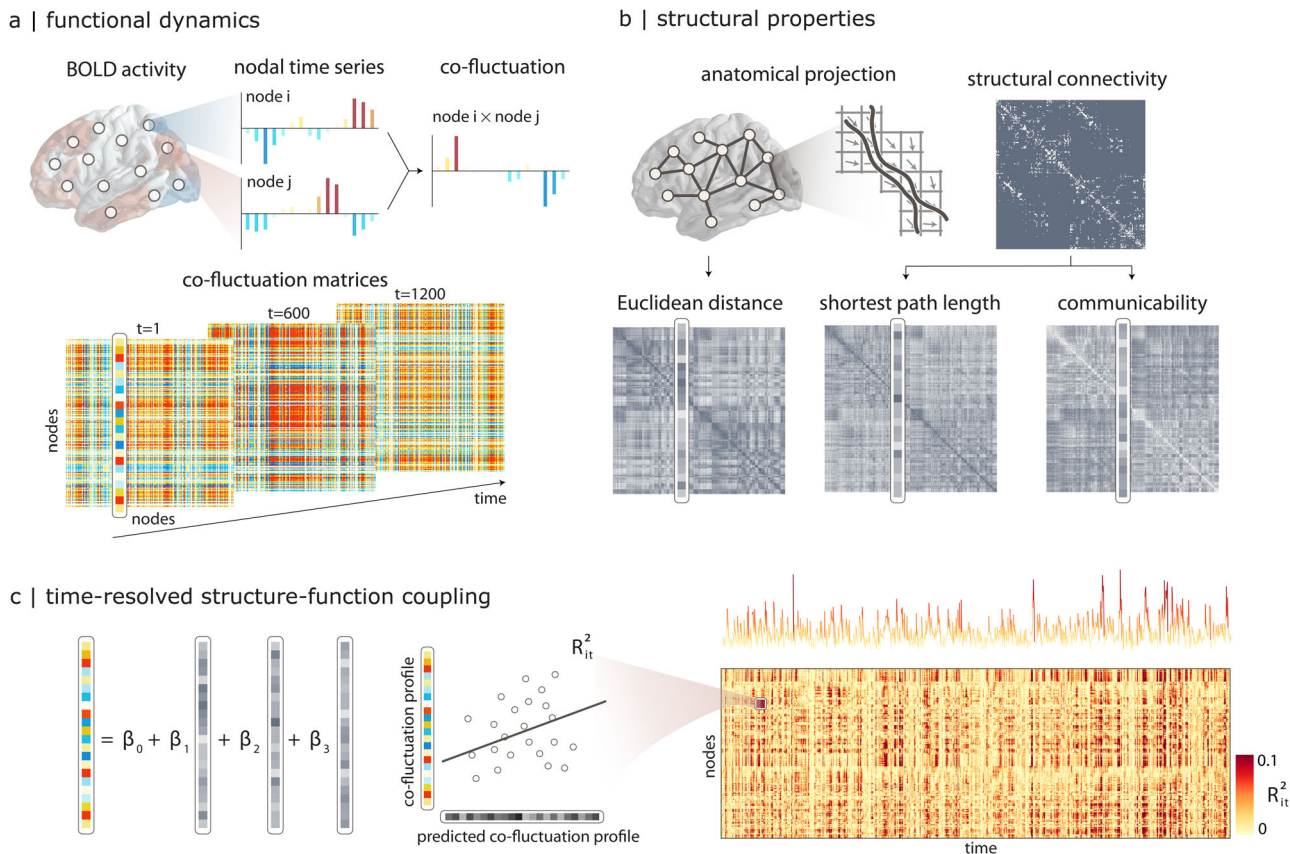 a | functional dynamics
BOLD activity
nodal time series
co-fluctuation
node i
node j
node i × node j
co-fluctuation matrices
t=1
t=600
t=1200
nodes
nodes
time
b | structural properties
anatomical projection
structural connectivity
Euclidean distance
shortest path length
communicability
c | time-resolved structure-function coupling
= β0 + β1 + β2 + β3
co-fluctuation profile
predicted co-fluctuation profile
R²it
nodes
time
0.1
R²it
0